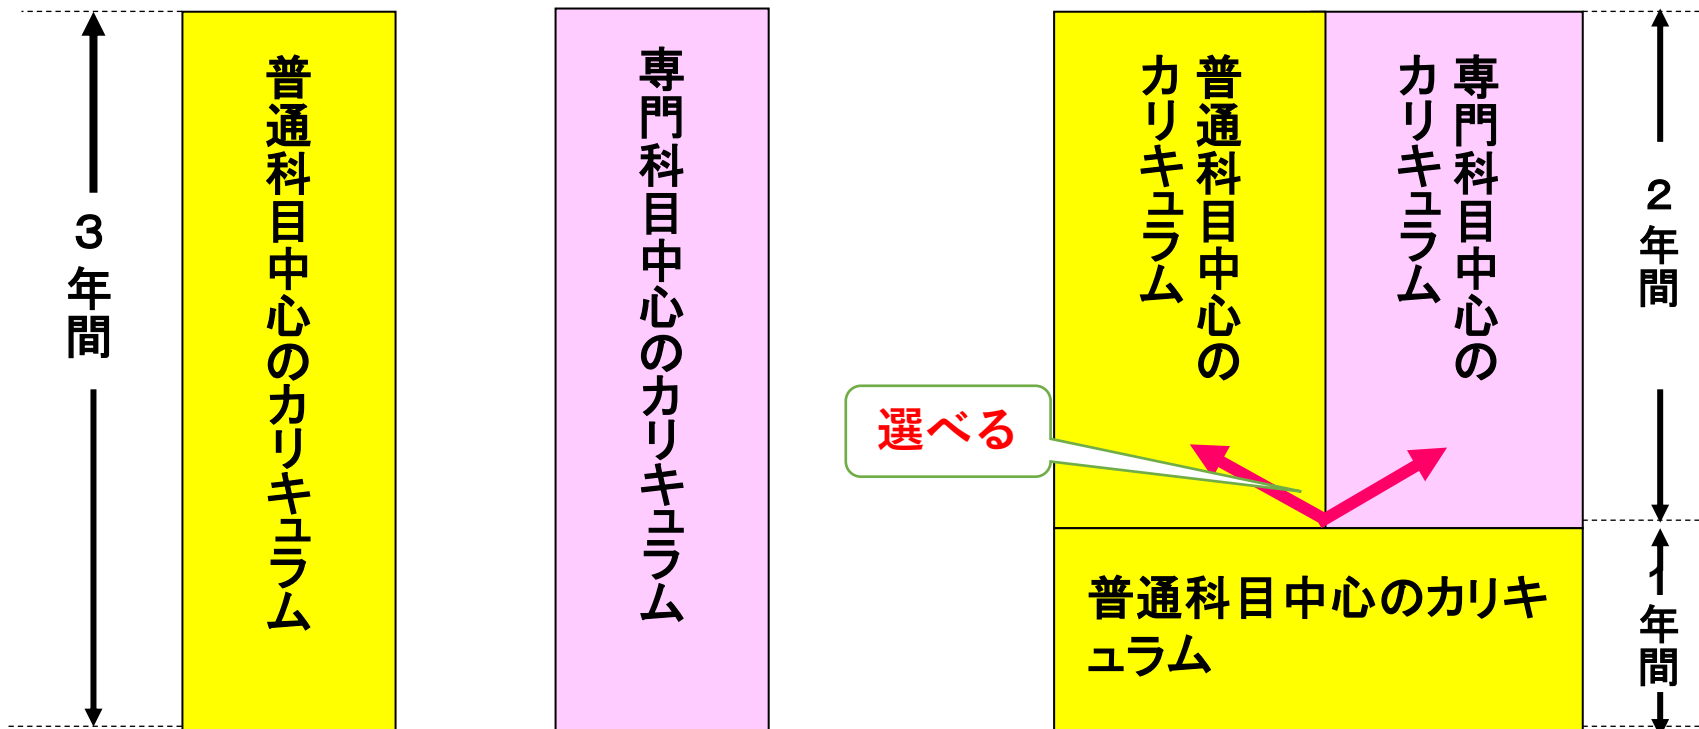 ３年間
普通科目中心のカリキュラム
専門科目中心のカリキュラム
選べる
普通科目中心の
カリキュラム
専門科目中心の
カリキュラム
２年間
普通科目中心のカリキ
ュラム
１年間